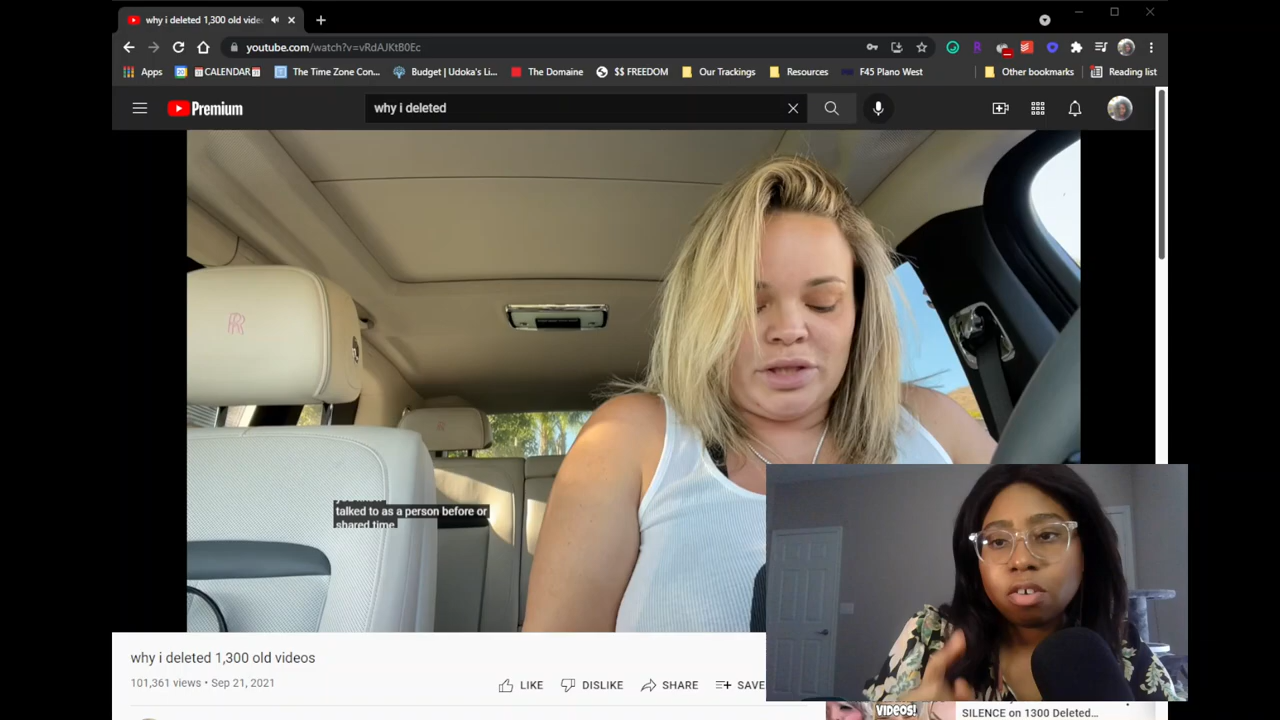 why i deleted 1,300 old vide
youtube.com/watch?v=vRdAJKtB0Ec
Apps
CALENDAR
The Time Zone Con...
Budget | Udoka's Li...
The Domaine
$$ FREEDOM
Our Trackings
Resources
F45 Plano West
Other bookmarks
Reading list
Premium
why i deleted
talked to as a person before or
shared time
why i deleted 1,300 old videos
101,361 views • Sep 21, 2021
LIKE
DISLIKE
SHARE
SAVE
VIDEOS!
SILENCE on 1300 Deleted...